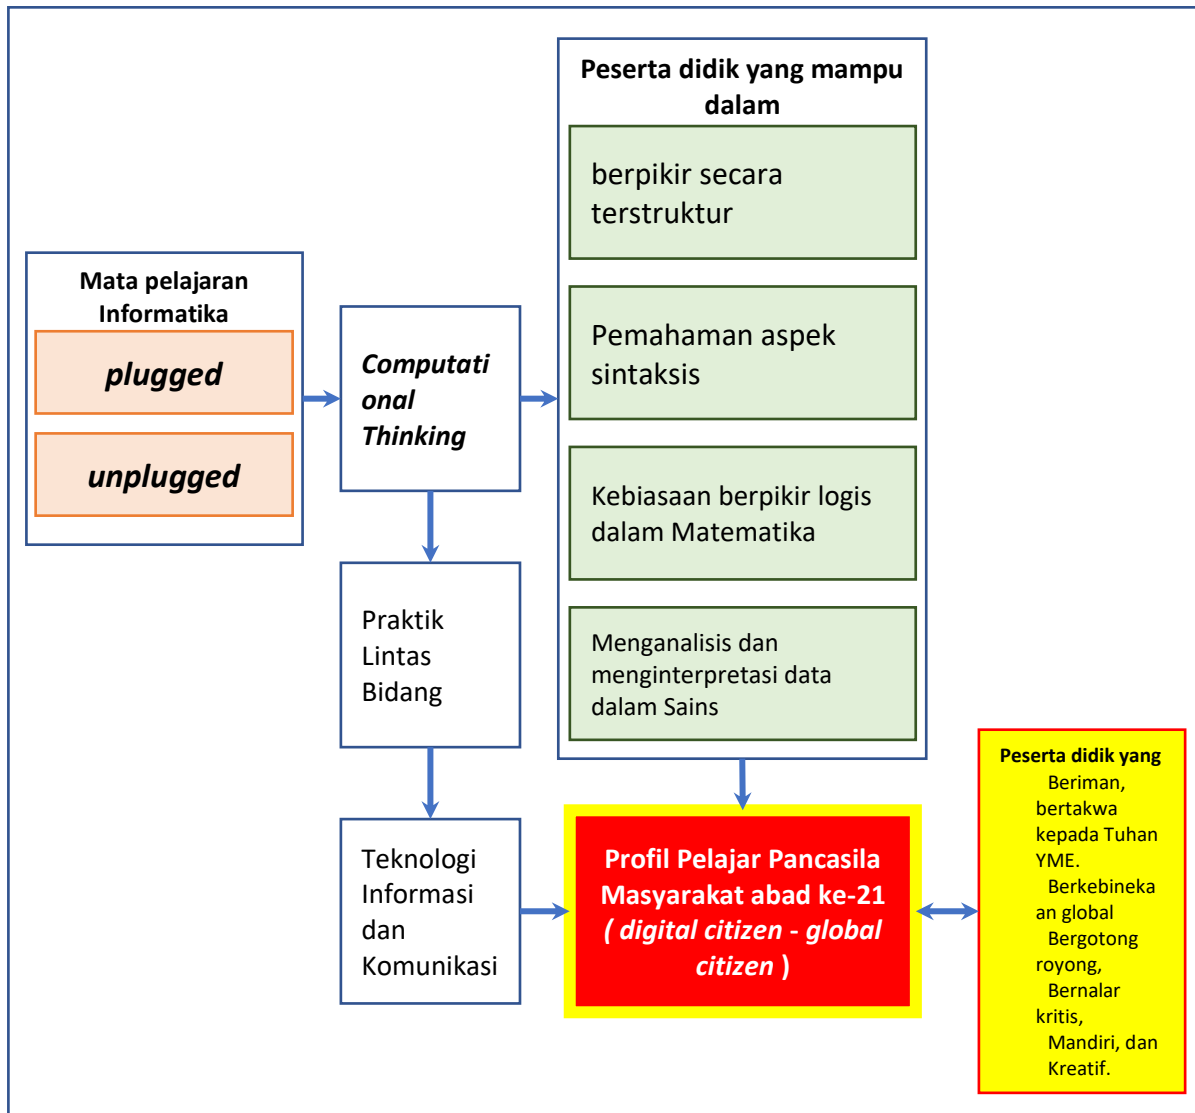 Mata pelajaran
Informatika
plugged
unplugged
Computati
onal
Thinking
Praktik
Lintas
Bidang
Teknologi
Informasi
dan
Komunikasi
Peserta didik yang mampu
dalam
berpikir secara
terstruktur
Pemahaman aspek
sintaksis
Kebiasaan berpikir logis
dalam Matematika
Menganalisis dan
menginterpretasi data
dalam Sains
Profil Pelajar Pancasila
Masyarakat abad ke-21
( digital citizen - global
citizen )
Peserta didik yang
Beriman,
bertakwa
kepada Tuhan
YME.
Berkebineka
an global
Bergotong
royong,
Bernalar
kritis,
Mandiri, dan
Kreatif.